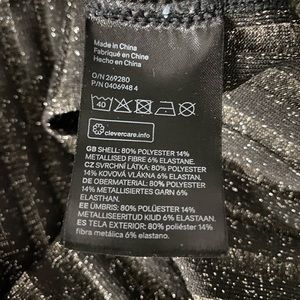 Made in China
Fabriqué en Chine
Hecho en China
O/N 269280
P/N 0406948 4
40
clevercare.info
GB SHELL: 80% POLYESTER 14%
METALLISED FIBRE 6% ELASTANE.
CZ SVRCHNÍ LÁTKA: 80% POLYESTER
14% KOVOVÁ VLÁKNA 6% ELASTAN.
DE OBERMATERIAL: 80% POLYESTER
14% METALLISIERTES GARN 6%
ELASTHAN.
EE ÜMBRIS: 80% POLÜESTER 14%
METALLISEERITUD KIUD 6% ELASTAAN.
ES TELA EXTERIOR: 80% poliéster 14%
fibra metálica 6% elastano.